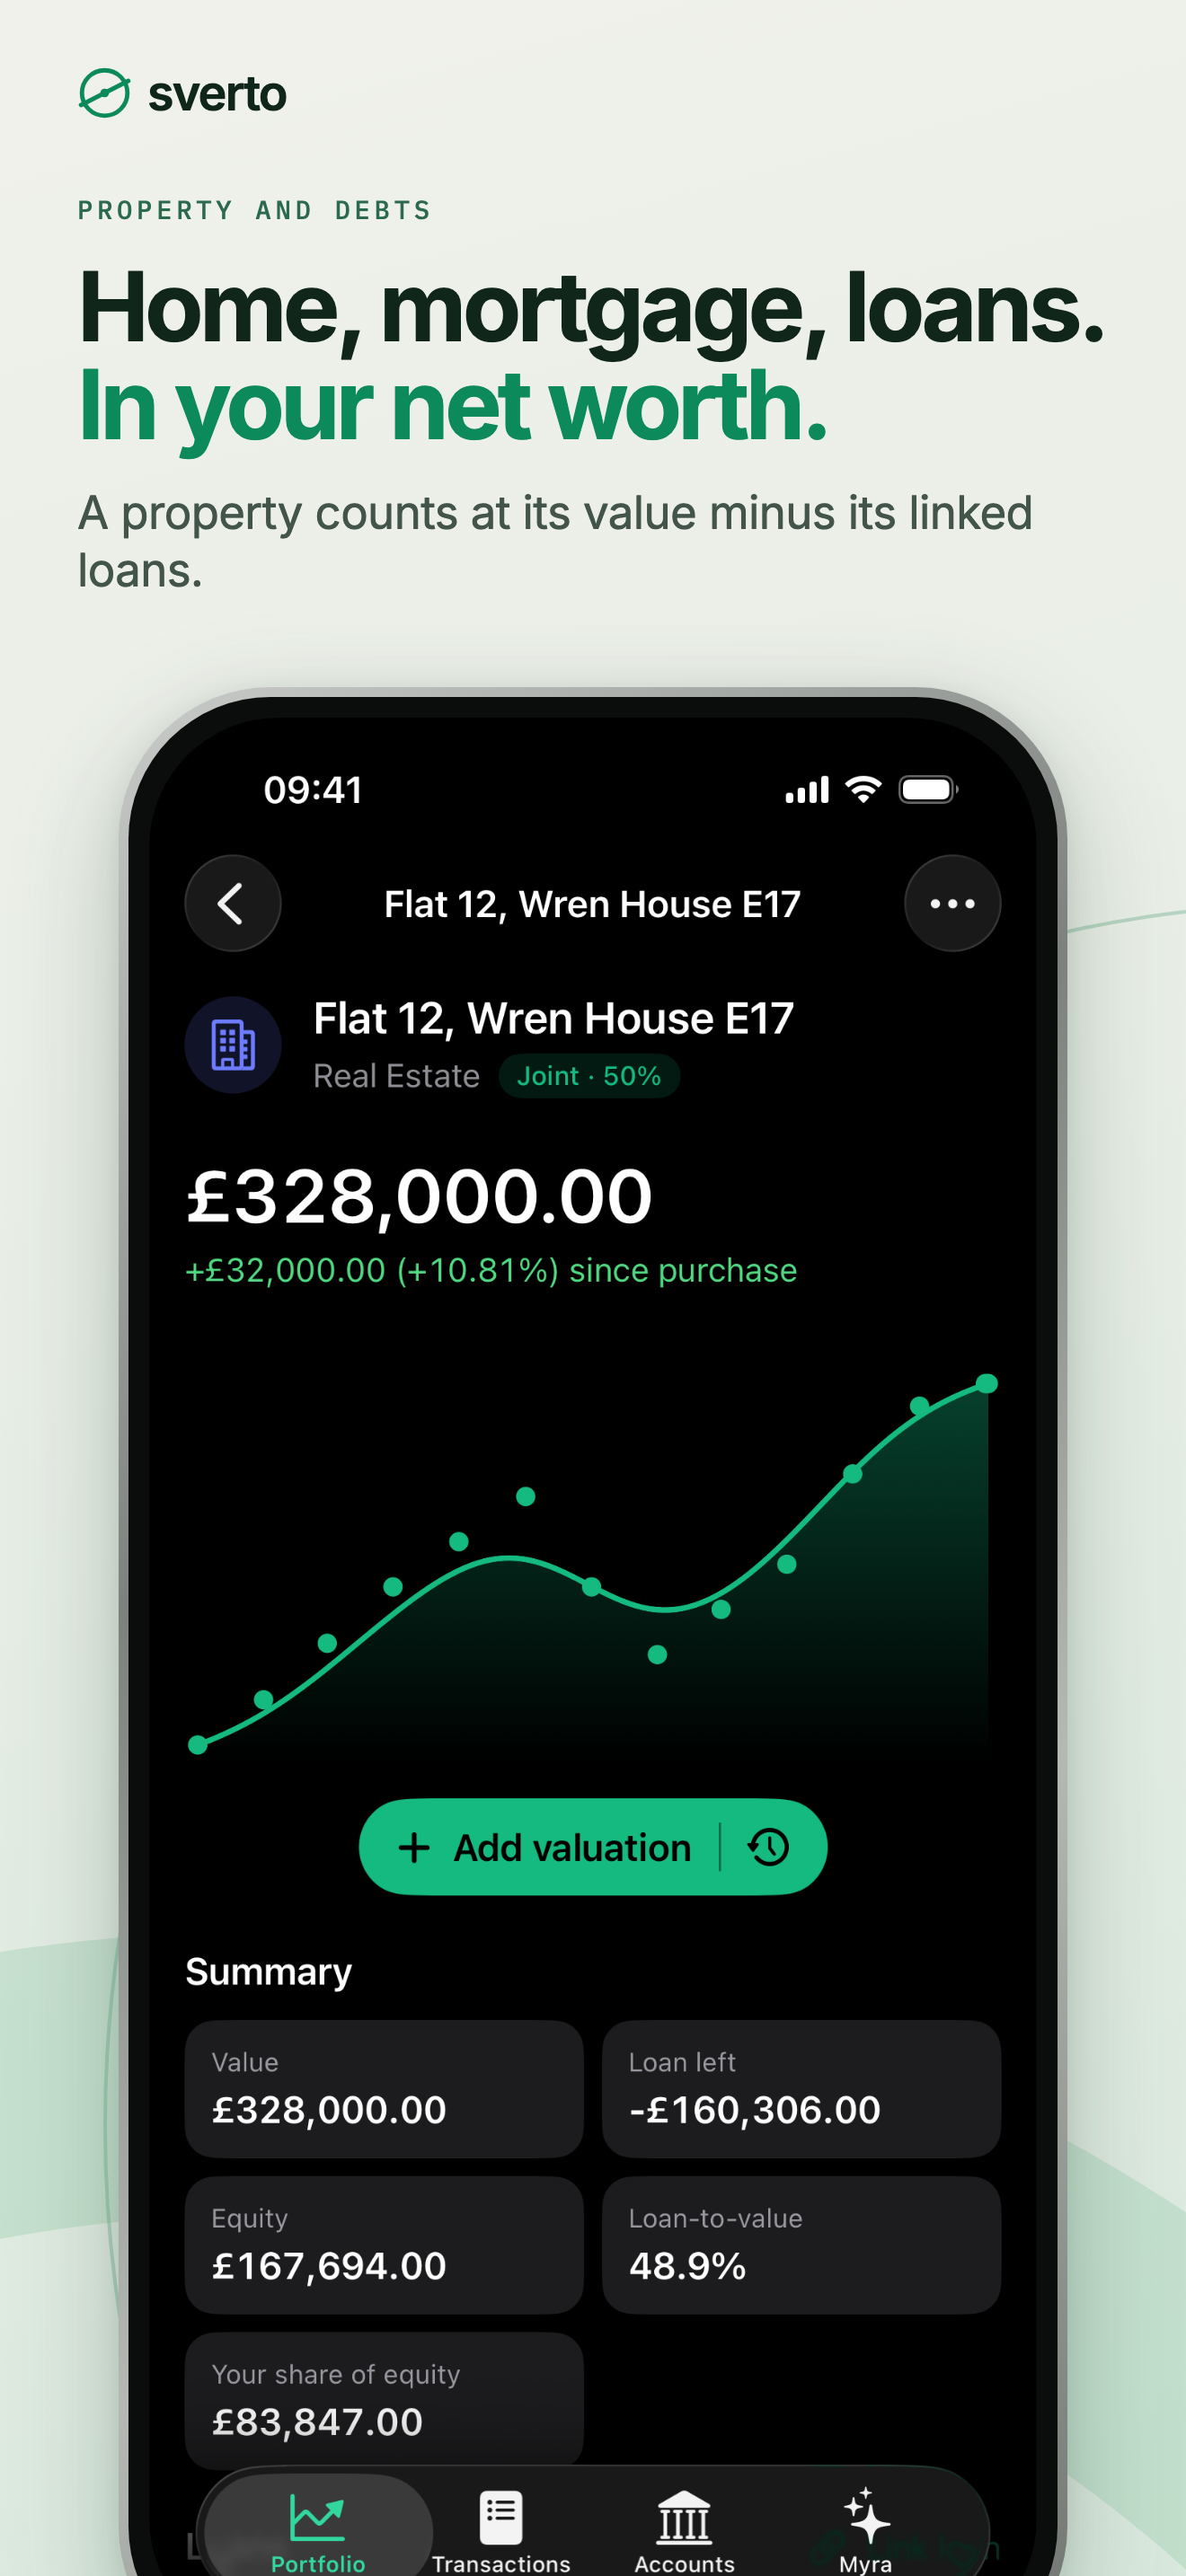 sverto
PROPERTY AND DEBTS
Home, mortgage, loans.
In your net worth.
A property counts at its value minus its linked
loans.
09:41
Flat 12, Wren House E17
Flat 12, Wren House E17
Real Estate Joint · 50%
£328,000.00
+£32,000.00 (+10.81%) since purchase
+ Add valuation
Summary
Value
£328,000.00
Loan left
-£160,306.00
Equity
£167,694.00
Loan-to-value
48.9%
Your share of equity
£83,847.00
Portfolio
Transactions
Accounts
Myra